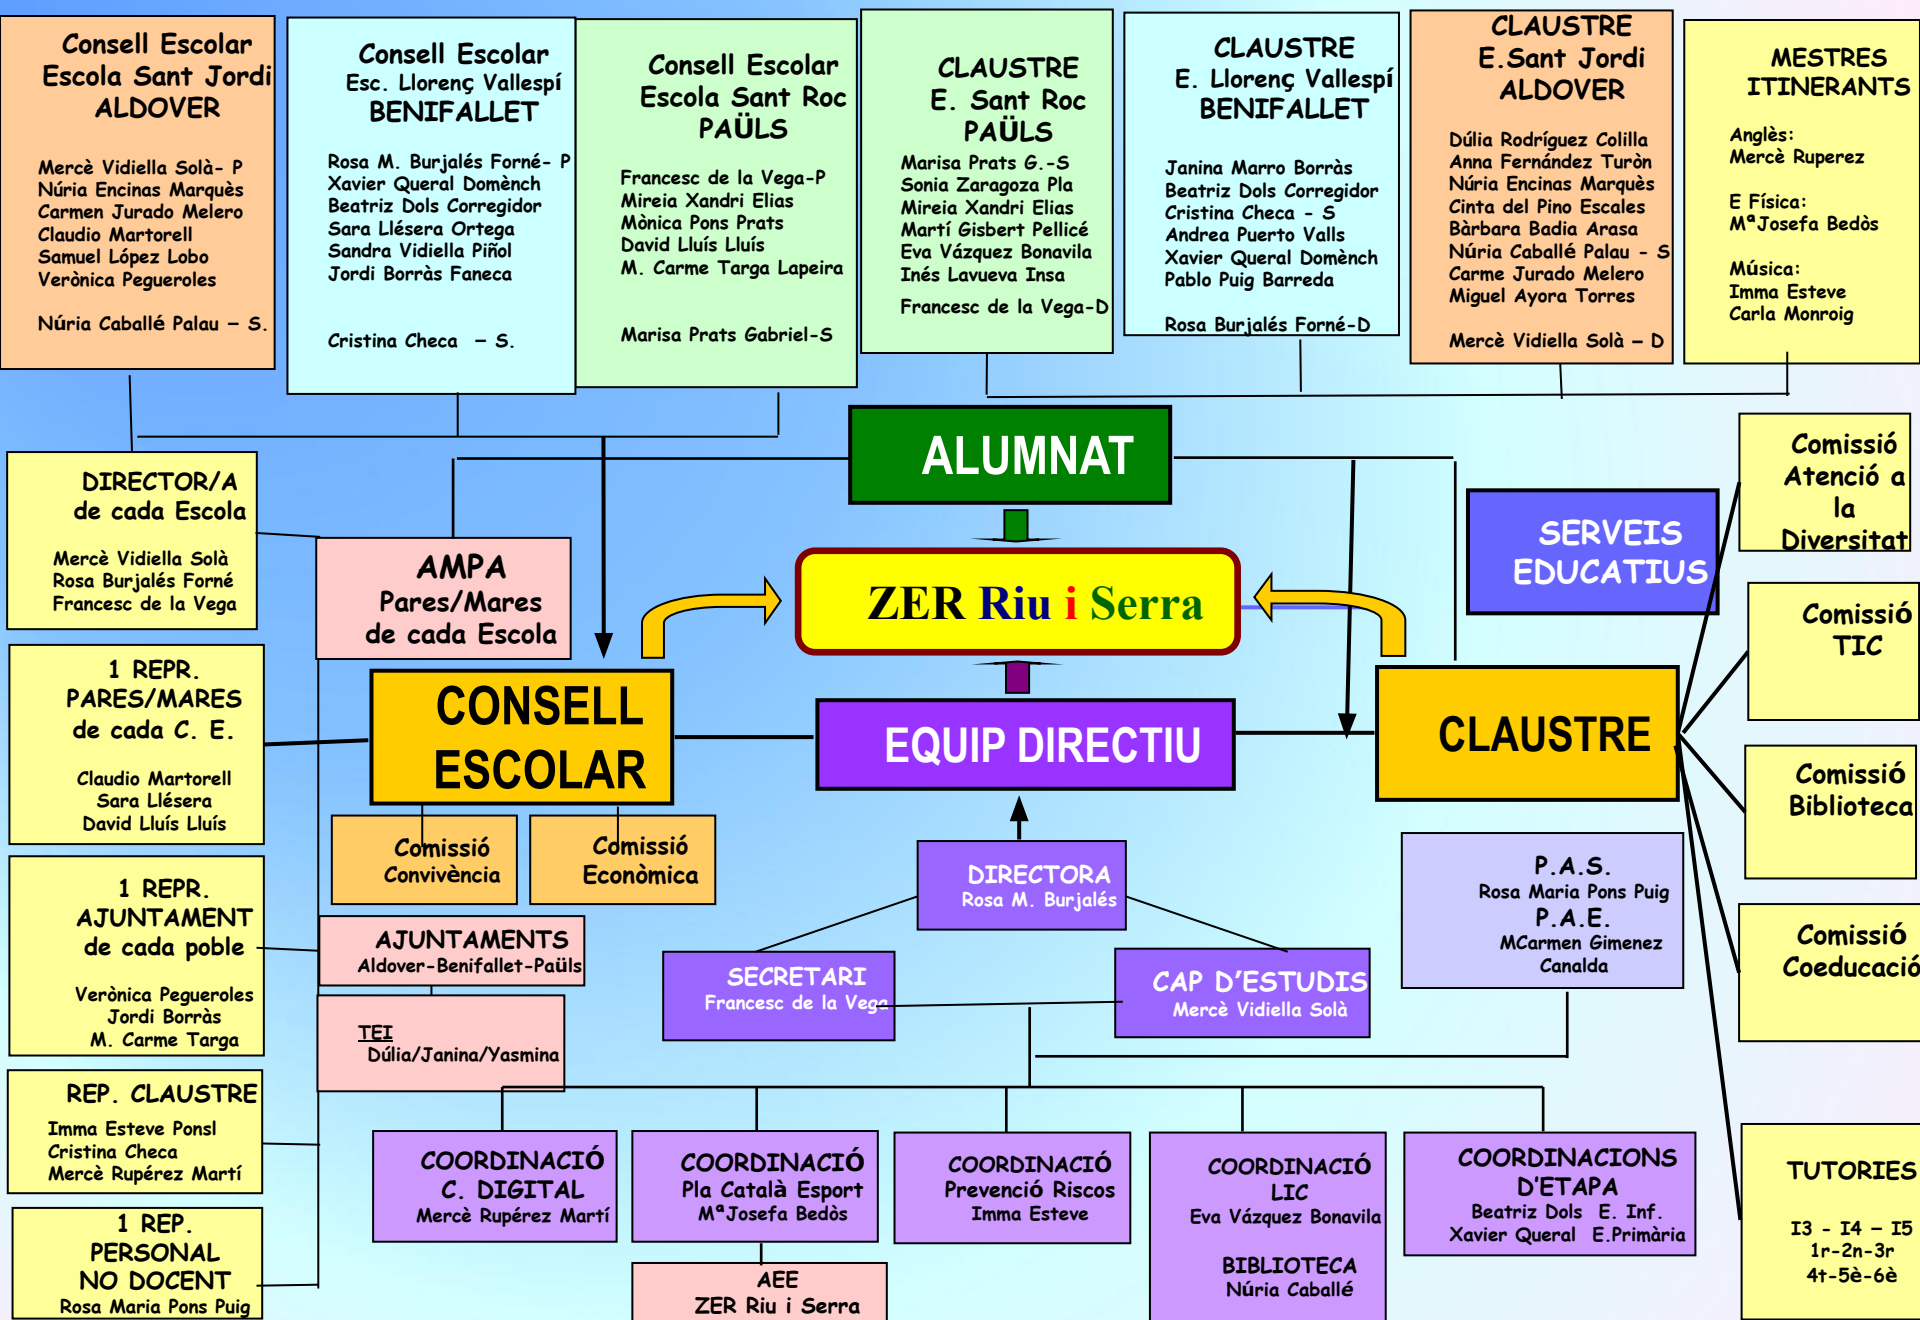 Consell Escolar
Escola Sant Jordi
ALDOVER
Mercè Vidiella Solà- P
Núria Encinas Marquès
Carmen Jurado Melero
Claudio Martorell
Samuel López Lobo
Verònica Pegueroles
Núria Caballé Palau – S.
Consell Escolar
Esc. Llorenç Vallespí
BENIFALLET
Rosa M. Burjalés Forné- P
Xavier Queral Domènch
Beatriz Dols Corregidor
Sara Llésera Ortega
Sandra Vidiella Piñol
Jordi Borràs Faneca
Cristina Checa – S.
Consell Escolar
Escola Sant Roc
PAÜLS
Francesc de la Vega-P
Mireia Xandri Elias
Mònica Pons Prats
David Lluís Lluís
M. Carme Targa Lapeira
Marisa Prats Gabriel-S
CLAUSTRE
E. Sant Roc
PAÜLS
Marisa Prats G.-S
Sonia Zaragoza Pla
Mireia Xandri Elias
Martí Gisbert Pellicé
Eva Vázquez Bonavila
Inés Lavueva Insa
Francesc de la Vega-D
CLAUSTRE
E. Llorenç Vallespí
BENIFALLET
Janina Marro Borràs
Beatriz Dols Corregidor
Cristina Checa - S
Andrea Puerto Valls
Xavier Queral Domènch
Pablo Puig Barreda
Rosa Burjalés Forné-D
CLAUSTRE
E.Sant Jordi
ALDOVER
Dúlia Rodríguez Colilla
Anna Fernández Turòn
Núria Encinas Marquès
Cinta del Pino Escales
Bàrbara Badia Arasa
Núria Caballé Palau - S
Carme Jurado Melero
Miguel Ayora Torres
Mercè Vidiella Solà – D
MESTRES
ITINERANTS
Anglès:
Mercè Ruperez
E Física:
MªJosefa Bedòs
Música:
Imma Esteve
Carla Monroig
ALUMNAT
DIRECTOR/A
de cada Escola
Mercè Vidiella Solà
Rosa Burjalés Forné
Francesc de la Vega
AMPA
Pares/Mares
de cada Escola
ZER Riu i Serra
SERVEIS
EDUCATIUS
Comissió
Atenció a
la
Diversitat
Comissió
TIC
1 REPR.
PARES/MARES
de cada C. E.
Claudio Martorell
Sara Llésera
David Lluís Lluís
CONSELL
ESCOLAR
EQUIP DIRECTIU
CLAUSTRE
Comissió
Biblioteca
Comissió
Convivència
Comissió
Econòmica
1 REPR.
AJUNTAMENT
de cada poble
Verònica Pegueroles
Jordi Borràs
M. Carme Targa
AJUNTAMENTS
Aldover-Benifallet-Paüls
DIRECTORA
Rosa M. Burjalés
P.A.S.
Rosa Maria Pons Puig
P.A.E.
MCarmen Gimenez
Canalda
Comissió
Coeducació
SECRETARI
Francesc de la Vega
CAP D'ESTUDIS
Mercè Vidiella Solà
TEI
Dúlia/Janina/Yasmina
REP. CLAUSTRE
Imma Esteve Ponsl
Cristina Checa
Mercè Rupérez Martí
COORDINACIÓ
C. DIGITAL
Mercè Rupérez Martí
COORDINACIÓ
Pla Català Esport
MªJosefa Bedòs
COORDINACIÓ
Prevenció Riscos
Imma Esteve
COORDINACIÓ
LIC
Eva Vázquez Bonavila
BIBLIOTECA
Núria Caballé
COORDINACIONS
D'ETAPA
Beatriz Dols E. Inf.
Xavier Queral E.Primària
TUTORIES
I3 - I4 – I5
1r-2n-3r
4t-5è-6è
1 REP.
PERSONAL
NO DOCENT
Rosa Maria Pons Puig
AEE
ZER Riu i Serra